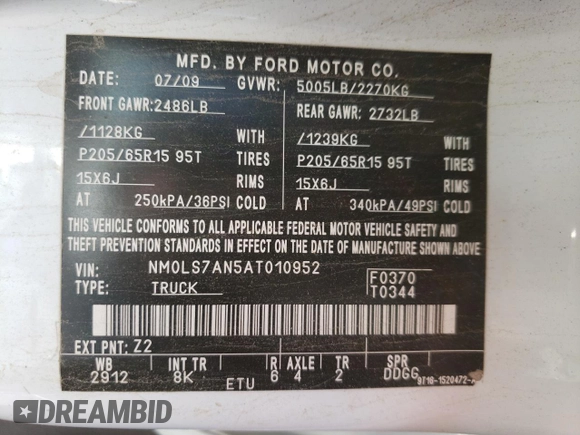 MFD. BY FORD MOTOR CO.
DATE: 07/09 GVWR: 5005LB/2270KG
FRONT GAWR: 2486LB REAR GAWR: 2732LB
/1128KG WITH /1239KG WITH
P205/65R15 95T TIRES P205/65R15 95T TIRES
15X6J RIMS 15X6J RIMS
AT 250kPA/36PSI COLD AT 340kPA/49PSI COLD
THIS VEHICLE CONFORMS TO ALL APPLICABLE FEDERAL MOTOR VEHICLE SAFETY AND
THEFT PREVENTION STANDARDS IN EFFECT ON THE DATE OF MANUFACTURE SHOWN ABOVE.
VIN: NM0LS7AN5AT010952 F0370
TYPE: TRUCK T0344
EXT PNT: Z2
WB INT TR R AXLE TR SPR
2912 8K 6 4 2 DDGG
ETU 9T16-1520472-A
DREAMBID